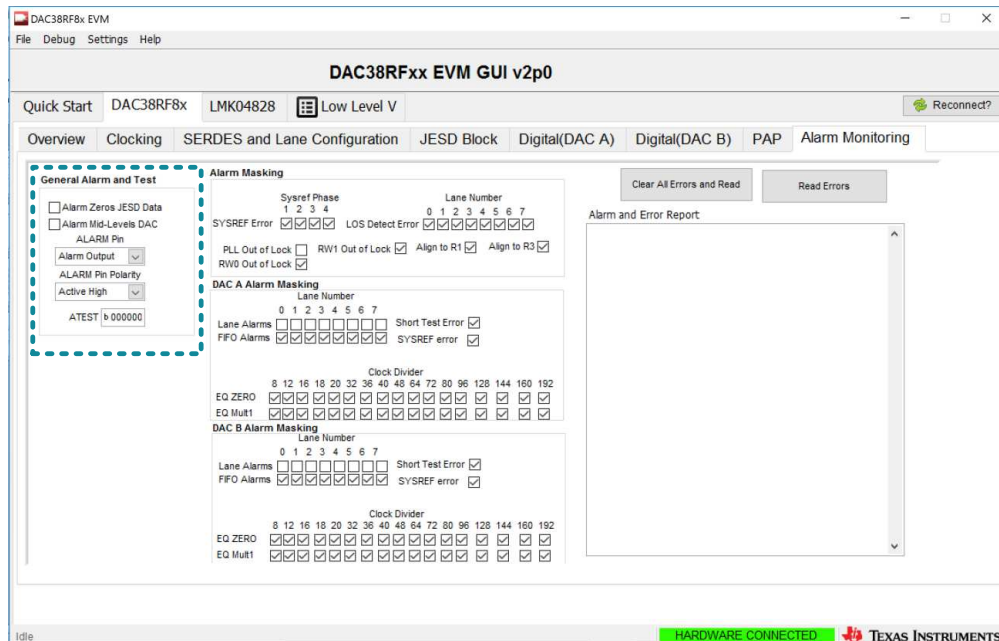 DAC38RF8x EVM
File Debug Settings Help
DAC38RFxx EVM GUI v2p0
Quick Start DAC38RF8x LMK04828 Low Level V Reconnect?
Overview Clocking SERDES and Lane Configuration JESD Block Digital(DAC A) Digital(DAC B) PAP Alarm Monitoring
General Alarm and Test
Alarm Zeros JESD Data
Alarm Mid-Levels DAC
ALARM Pin
Alarm Output
ALARM Pin Polarity
Active High
ATEST b 000000
Alarm Masking
Sysref Phase Lane Number
1 2 3 4 0 1 2 3 4 5 6 7
SYSREF Error LOS Detect Error
PLL Out of Lock RW1 Out of Lock Align to R1 Align to R3
RW0 Out of Lock
DAC A Alarm Masking
Lane Number
0 1 2 3 4 5 6 7
Lane Alarms Short Test Error
FIFO Alarms SYSREF error
Clock Divider
8 12 16 18 20 32 36 40 48 64 72 80 96 128 144 160 192
EQ ZERO
EQ Mult1
DAC B Alarm Masking
Lane Number
0 1 2 3 4 5 6 7
Lane Alarms Short Test Error
FIFO Alarms SYSREF error
Clock Divider
8 12 16 18 20 32 36 40 48 64 72 80 96 128 144 160 192
EQ ZERO
EQ Mult1
Clear All Errors and Read Read Errors
Alarm and Error Report
Idle HARDWARE CONNECTED TEXAS INSTRUMENTS